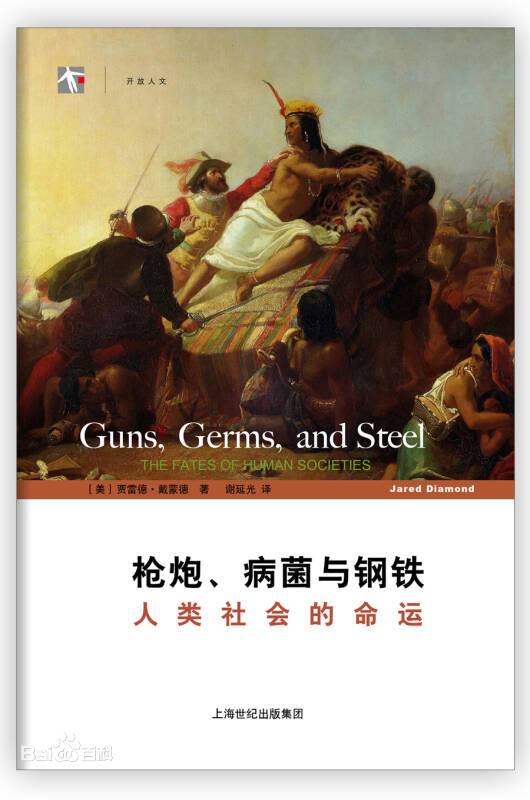 开放人文
Guns, Germs, and Steel
THE FATES OF HUMAN SOCIETIES
[美]贾雷德·戴蒙德 著 谢延光 译
Jared Diamond
枪炮、病菌与钢铁
人类社会的命运
上海世纪出版集团
Bai百科